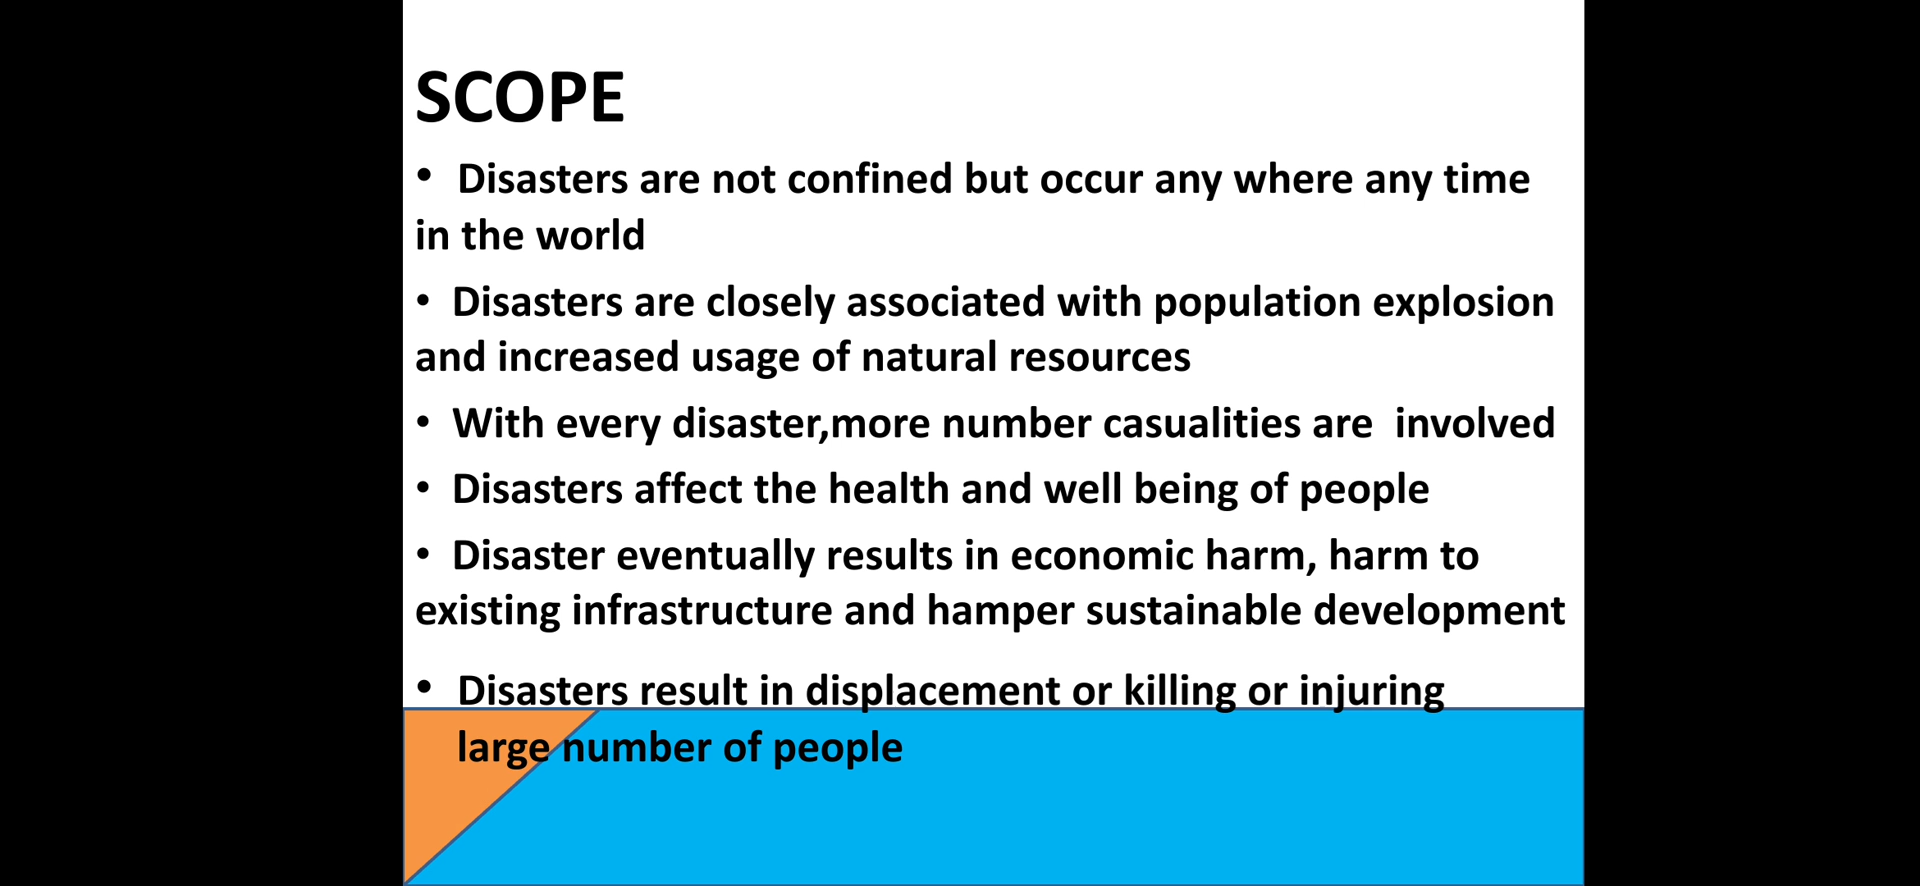 SCOPE
• Disasters are not confined but occur any where any time
in the world
• Disasters are closely associated with population explosion
and increased usage of natural resources
• With every disaster,more number casualities are  involved
• Disasters affect the health and well being of people
• Disaster eventually results in economic harm, harm to
existing infrastructure and hamper sustainable development
• Disasters result in displacement or killing or injuring
large number of people